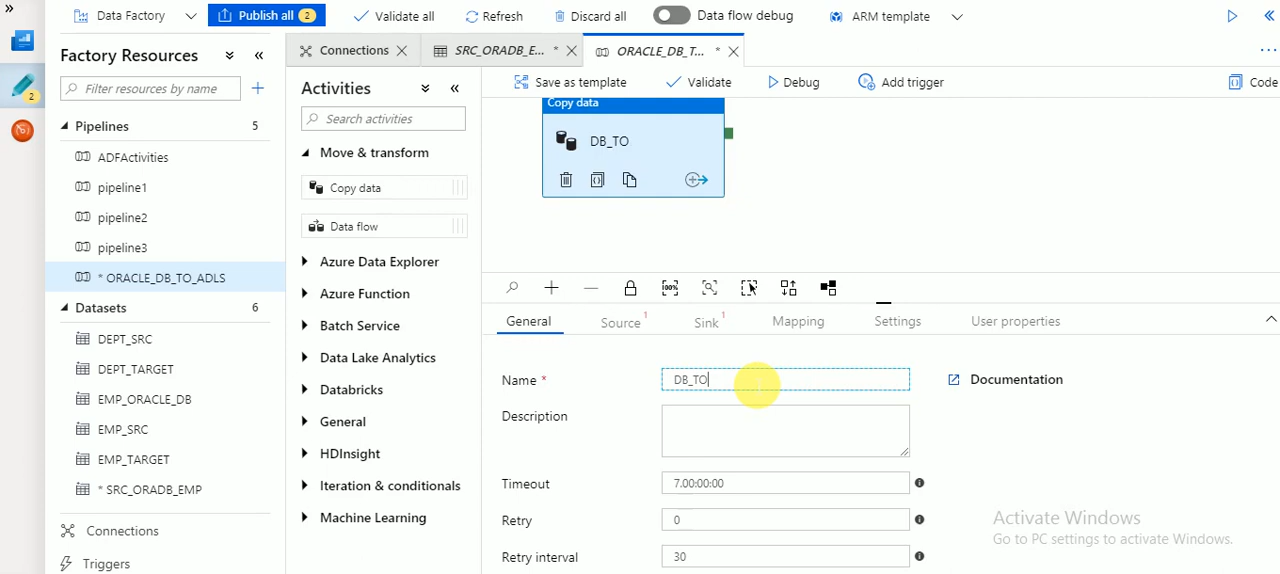 »
Data Factory
Publish all 2
Validate all
Refresh
Discard all
Data flow debug
ARM template
«
2
Factory Resources
«
Filter resources by name
Pipelines 5
ADFActivities
pipeline1
pipeline2
pipeline3
* ORACLE_DB_TO_ADLS
Datasets 6
DEPT_SRC
DEPT_TARGET
EMP_ORACLE_DB
EMP_SRC
EMP_TARGET
* SRC_ORADB_EMP
Connections
Triggers
Connections
SRC_ORADB_E... *
ORACLE_DB_T... *
Activities
«
Search activities
Move & transform
Copy data
Data flow
Azure Data Explorer
Azure Function
Batch Service
Data Lake Analytics
Databricks
General
HDInsight
Iteration & conditionals
Machine Learning
Save as template
Validate
Debug
Add trigger
Code
Copy data
DB_TO
100%
General
Source 1
Sink 1
Mapping
Settings
User properties
Name *
DB_TO
Documentation
Description
Timeout
7.00:00:00
Retry
0
Retry interval
30
Activate Windows
Go to PC settings to activate Windows.